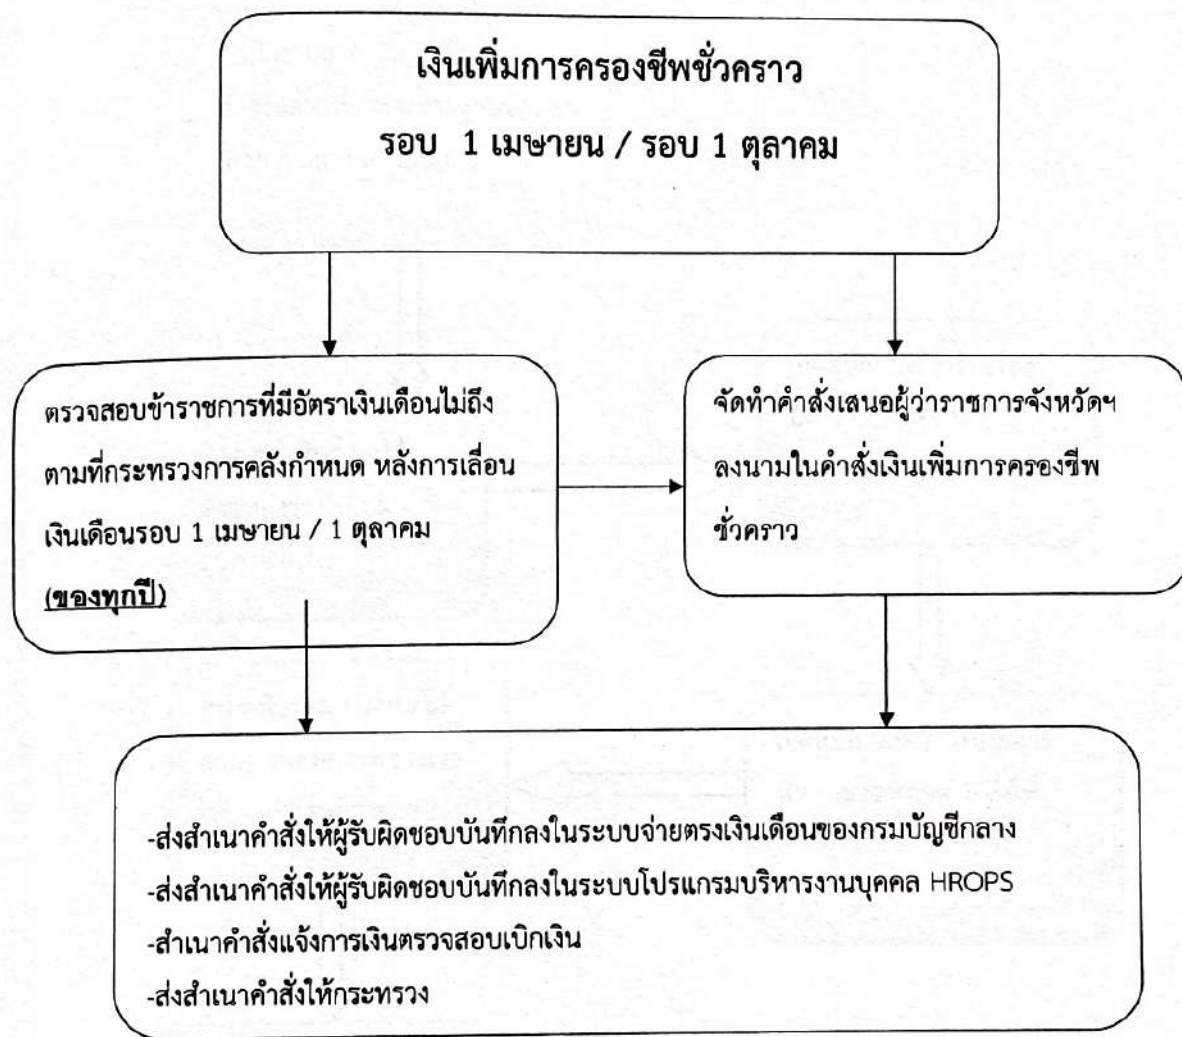 เงินเพิ่มการครองชีพชั่วคราว
รอบ 1 เมษายน / รอบ 1 ตุลาคม
ตรวจสอบข้าราชการที่มีอัตราเงินเดือนไม่ถึง
ตามที่กระทรวงการคลังกำหนด หลังการเลื่อน
เงินเดือนรอบ 1 เมษายน / 1 ตุลาคม
(ของทุกปี)
จัดทำคำสั่งเสนอผู้ว่าราชการจังหวัดฯ
ลงนามในคำสั่งเงินเพิ่มการครองชีพ
ชั่วคราว
-ส่งสำเนาคำสั่งให้ผู้รับผิดชอบบันทึกลงในระบบจ่ายตรงเงินเดือนของกรมบัญชีกลาง
-ส่งสำเนาคำสั่งให้ผู้รับผิดชอบบันทึกลงในระบบโปรแกรมบริหารงานบุคคล HROPS
-สำเนาคำสั่งแจ้งการเงินตรวจสอบเบิกเงิน
-ส่งสำเนาคำสั่งให้กระทรวง